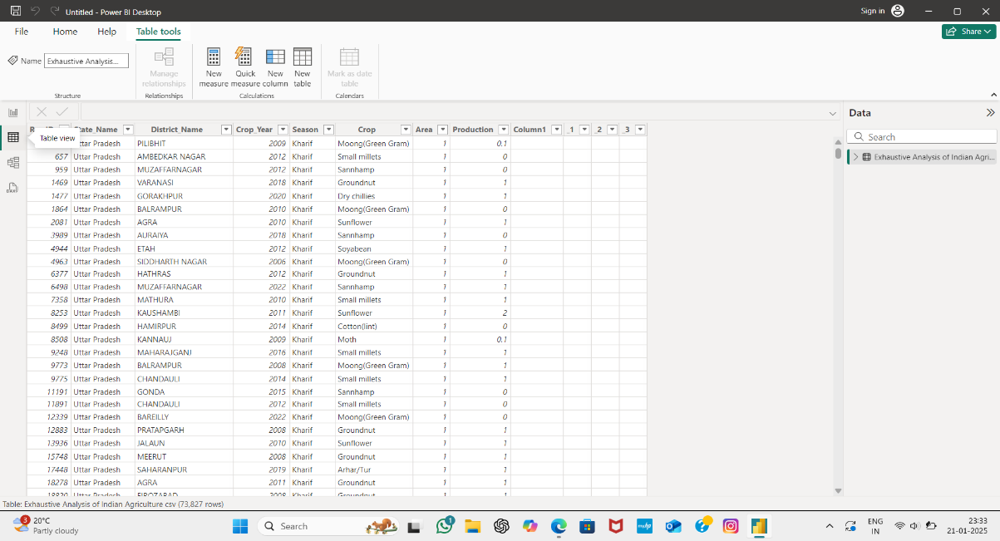 Untitled - Power BI Desktop
Sign in
File Home Help Table tools
Share
Name Exhaustive Analysis...
Manage relationships
New measure
Quick measure
New column
New table
Mark as date table
Structure
Relationships
Calculations
Calendars
State_Name District_Name Crop_Year Season Crop Area Production Column1 _1 _2 _3
Table view
Uttar Pradesh PILIBHIT 2009 Kharif Moong(Green Gram) 1 0.1
657 Uttar Pradesh AMBEDKAR NAGAR 2012 Kharif Small millets 1 0
959 Uttar Pradesh MUZAFFARNAGAR 2012 Kharif Sannhamp 1 0
1469 Uttar Pradesh VARANASI 2018 Kharif Groundnut 1 1
1477 Uttar Pradesh GORAKHPUR 2020 Kharif Dry chillies 1 1
1864 Uttar Pradesh BALRAMPUR 2010 Kharif Moong(Green Gram) 1 0
2081 Uttar Pradesh AGRA 2010 Kharif Sunflower 1 1
3989 Uttar Pradesh AURAIYA 2018 Kharif Sannhamp 1 0
4944 Uttar Pradesh ETAH 2012 Kharif Soyabean 1 1
4963 Uttar Pradesh SIDDHARTH NAGAR 2006 Kharif Moong(Green Gram) 1 0
6377 Uttar Pradesh HATHRAS 2012 Kharif Groundnut 1 1
6498 Uttar Pradesh MUZAFFARNAGAR 2022 Kharif Sannhamp 1 1
7358 Uttar Pradesh MATHURA 2010 Kharif Small millets 1 1
8253 Uttar Pradesh KAUSHAMBI 2011 Kharif Sunflower 1 2
8499 Uttar Pradesh HAMIRPUR 2014 Kharif Cotton(lint) 1 0
8508 Uttar Pradesh KANNAUJ 2009 Kharif Moth 1 0.1
9248 Uttar Pradesh MAHARAJGANJ 2016 Kharif Small millets 1 1
9773 Uttar Pradesh BALRAMPUR 2008 Kharif Moong(Green Gram) 1 1
9775 Uttar Pradesh CHANDAULI 2014 Kharif Small millets 1 1
11191 Uttar Pradesh GONDA 2015 Kharif Sannhamp 1 0
11891 Uttar Pradesh CHANDAULI 2012 Kharif Small millets 1 0
12339 Uttar Pradesh BAREILLY 2022 Kharif Moong(Green Gram) 1 0
12883 Uttar Pradesh PRATAPGARH 2008 Kharif Groundnut 1 1
13936 Uttar Pradesh JALAUN 2010 Kharif Sunflower 1 1
15748 Uttar Pradesh MEERUT 2008 Kharif Groundnut 1 1
17448 Uttar Pradesh SAHARANPUR 2019 Kharif Arhar/Tur 1 1
18278 Uttar Pradesh AGRA 2011 Kharif Groundnut 1 1
18820 Uttar Pradesh FIROZABAD 2008 Kharif Groundnut 1 1
Data
Search
Exhaustive Analysis of Indian Agri...
Table: Exhaustive Analysis of Indian Agriculture csv (73,827 rows)
3
20°C
Partly cloudy
Search
1
ENG
IN
23:33
21-01-2025